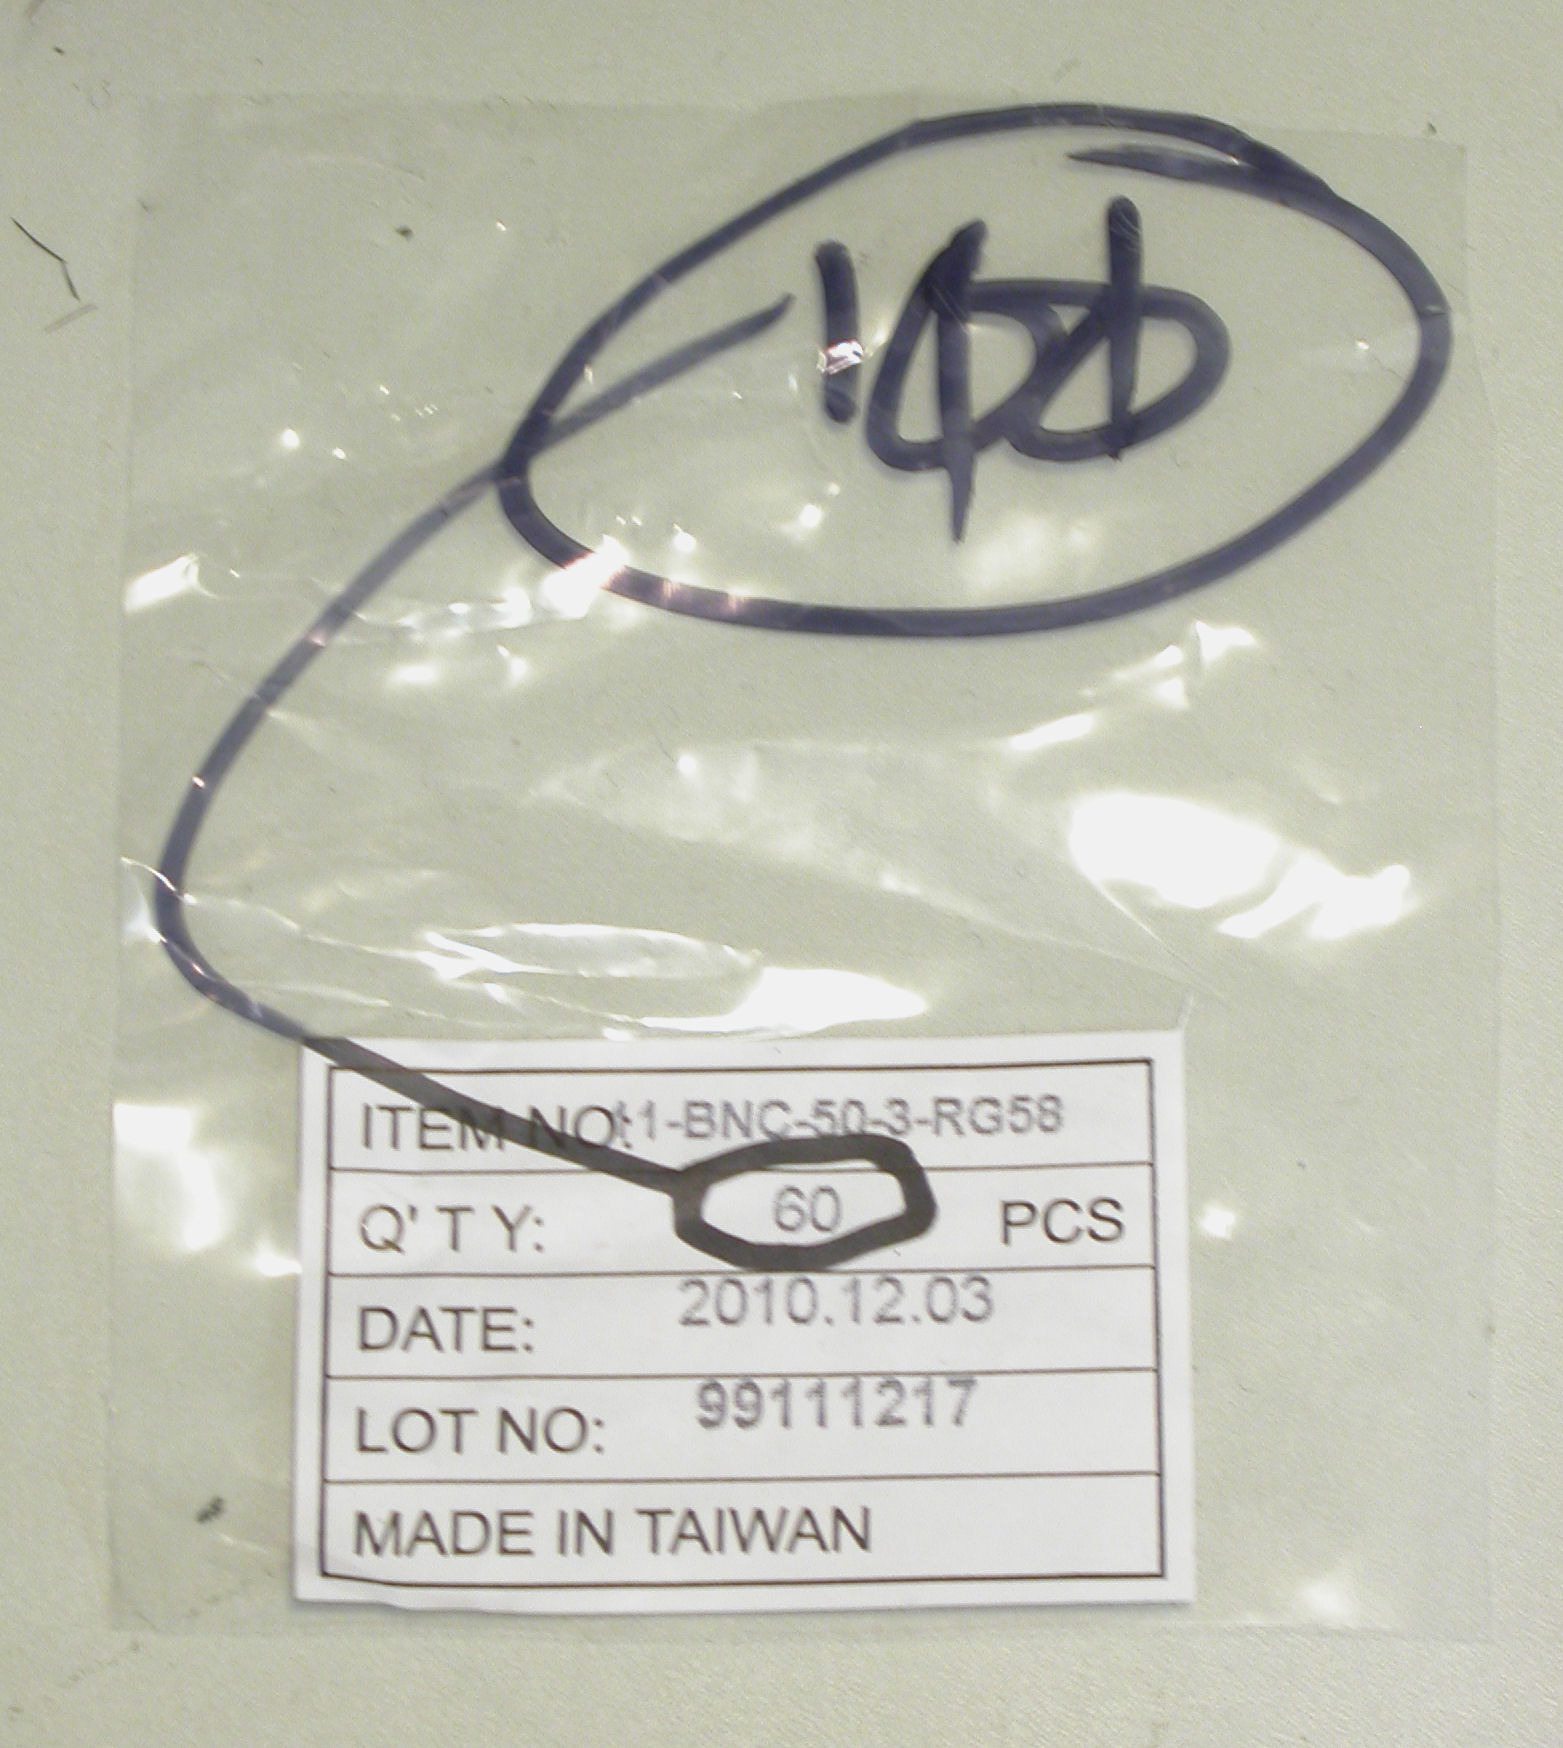 100
ITEM NO:11-BNC-50-3-RG58
Q'TY: 60 PCS
DATE: 2010.12.03
LOT NO: 99111217
MADE IN TAIWAN